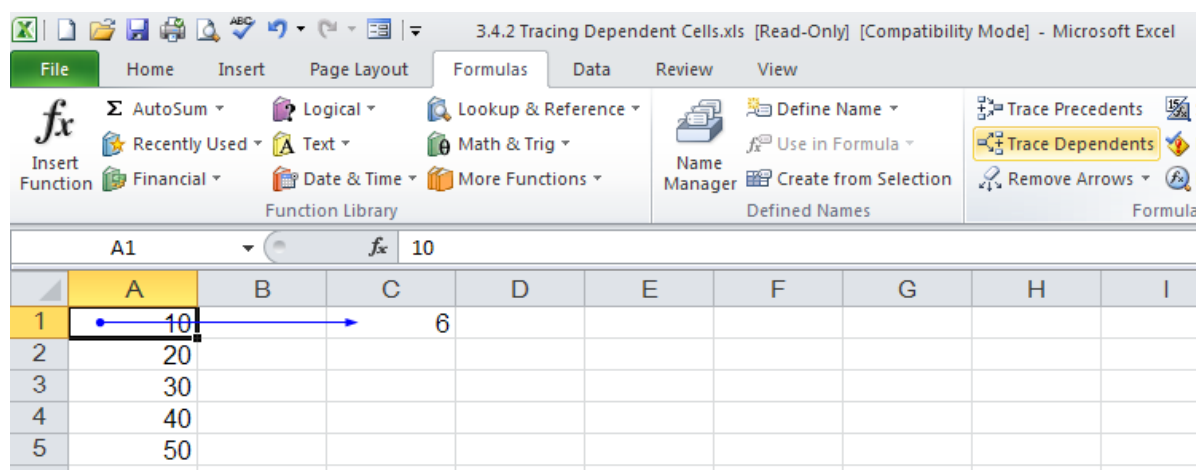 ABC
3.4.2 Tracing Dependent Cells.xls [Read-Only] [Compatibility Mode] - Microsoft Excel
File Home Insert Page Layout Formulas Data Review View
fx Σ AutoSum Logical Lookup & Reference Define Name Trace Precedents
Recently Used A Text θ Math & Trig fx Use in Formula Trace Dependents
Insert Function Financial Date & Time More Functions Name Manager Create from Selection Remove Arrows fx
Function Library Defined Names Formula
A1 fx 10
A B C D E F G H I
1 10 6
2 20
3 30
4 40
5 50